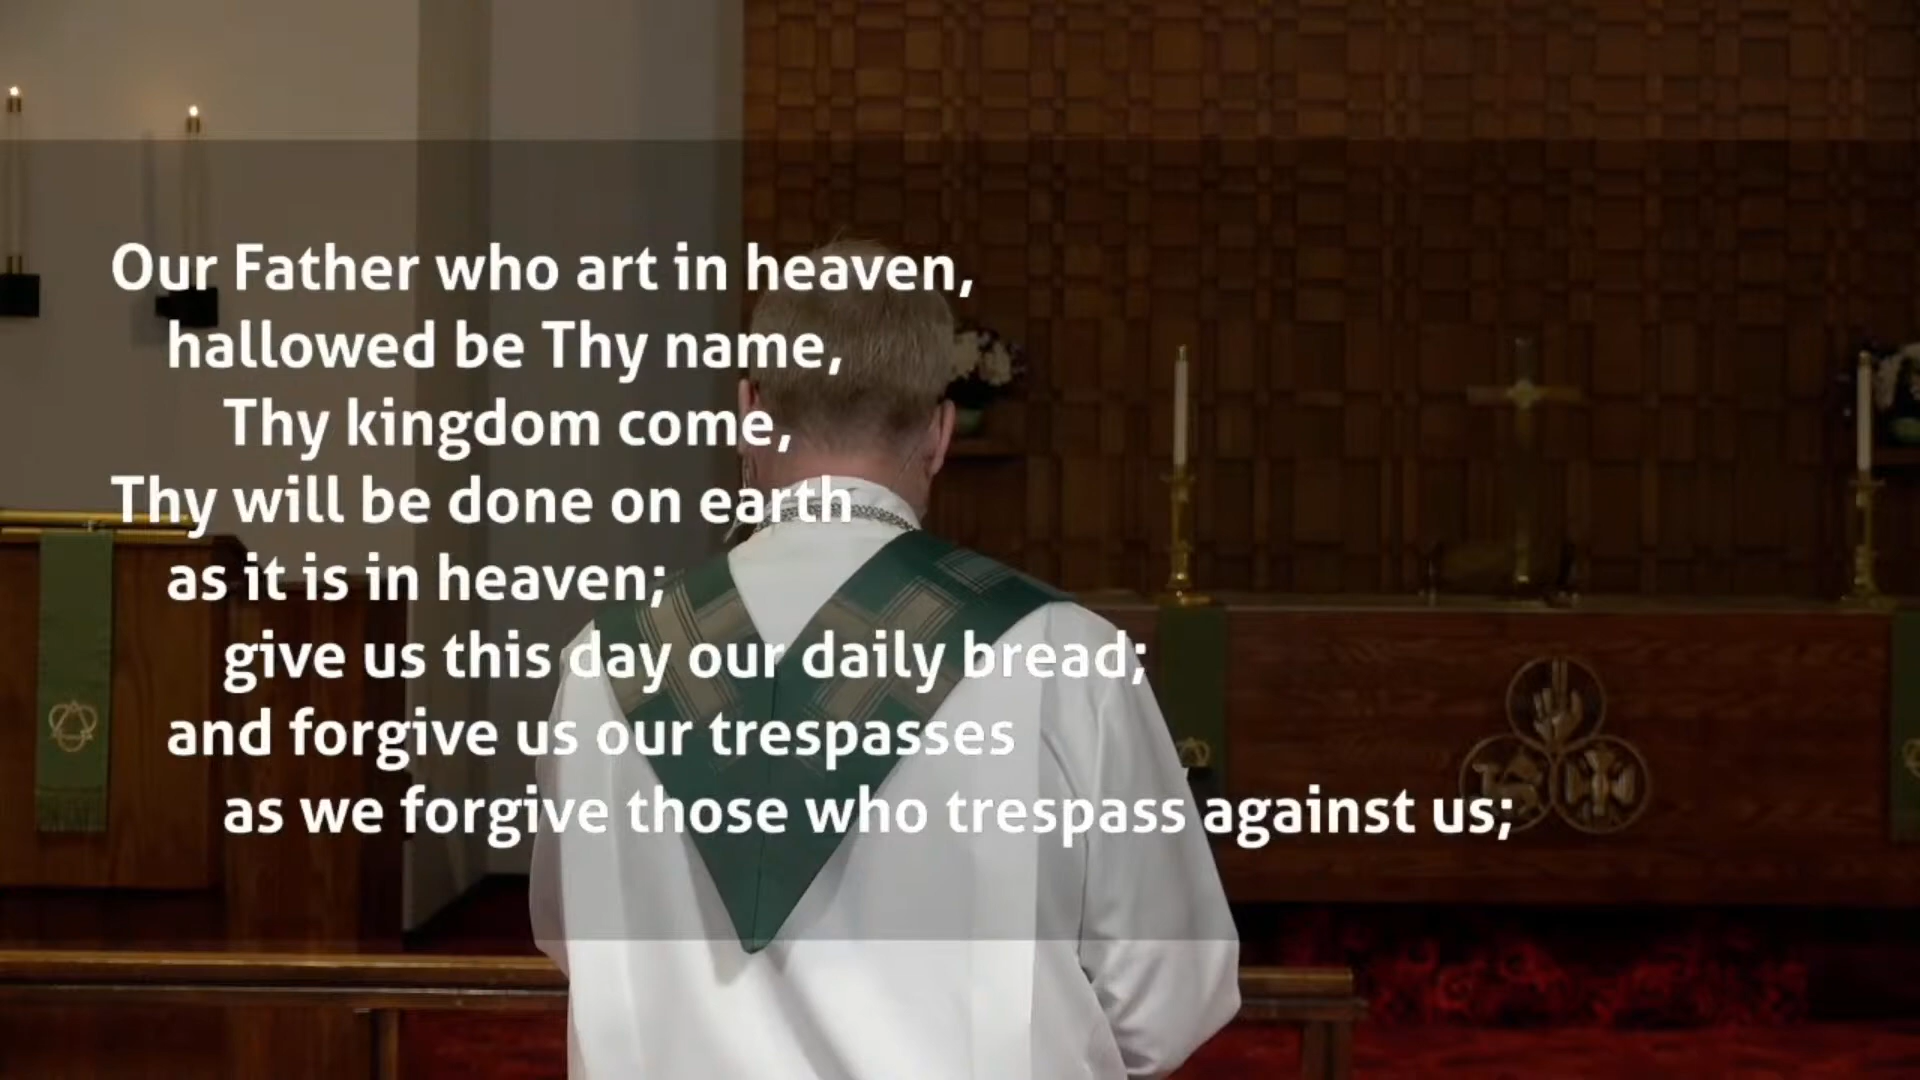 Our Father who art in heaven,
hallowed be Thy name,
Thy kingdom come,
Thy will be done on earth
as it is in heaven;
give us this day our daily bread;
and forgive us our trespasses
as we forgive those who trespass against us;